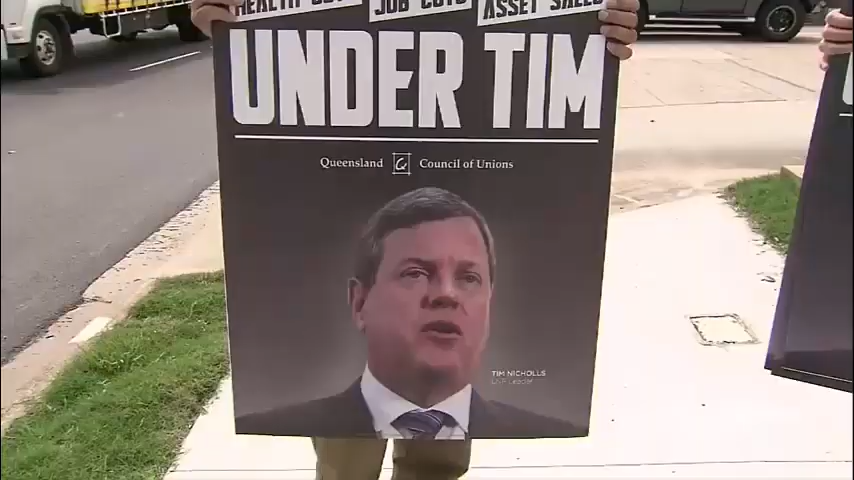 HEALTH CUTS JOB CUTS ASSET SALES
UNDER TIM
Queensland Council of Unions
TIM NICHOLLS
LNP Leader